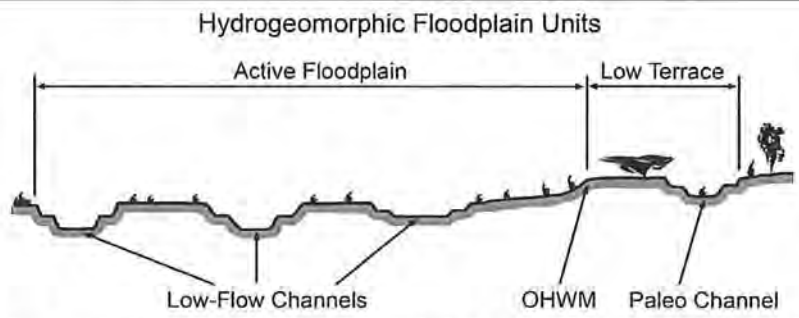 Hydrogeomorphic Floodplain Units
Active Floodplain
Low Terrace
Low-Flow Channels
OHWM
Paleo Channel